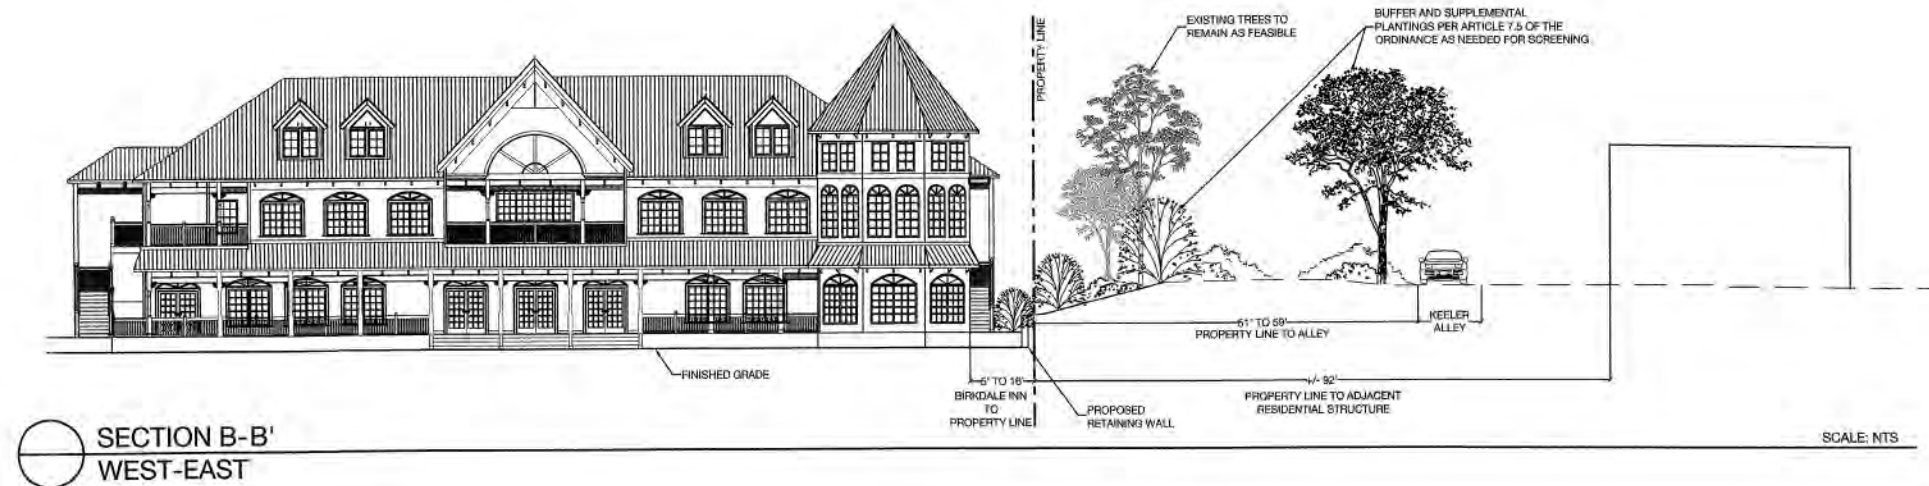 PROPERTY LINE
EXISTING TREES TO
REMAIN AS FEASIBLE
BUFFER AND SUPPLEMENTAL
PLANTINGS PER ARTICLE 7.5 OF THE
ORDINANCE AS NEEDED FOR SCREENING
51' TO 59'
PROPERTY LINE TO ALLEY
KEELER
ALLEY
FINISHED GRADE
5' TO 16'
BIRKDALE INN
TO
PROPERTY LINE
PROPOSED
RETAINING WALL
+/- 92'
PROPERTY LINE TO ADJACENT
RESIDENTIAL STRUCTURE
SECTION B-B'
WEST-EAST
SCALE: NTS